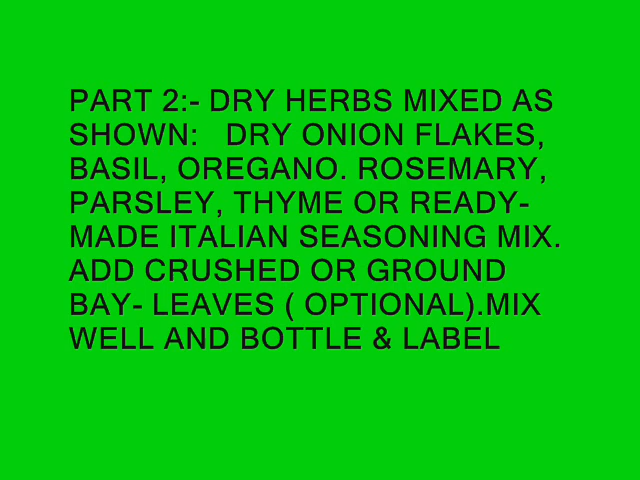 PART 2:- DRY HERBS MIXED AS
SHOWN:   DRY ONION FLAKES,
BASIL, OREGANO. ROSEMARY,
PARSLEY, THYME OR READY-
MADE ITALIAN SEASONING MIX.
ADD CRUSHED OR GROUND
BAY- LEAVES ( OPTIONAL).MIX
WELL AND BOTTLE & LABEL